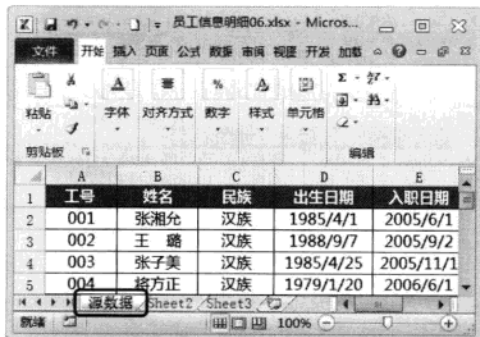 员工信息明细06.xlsx - Micros...
文件 开始 插入 页面 公式 数据 审阅 视图 开发 加载
粘贴 字体 对齐方式 数字 样式 单元格
剪贴板 编辑
A B C D E
1 工号 姓名 民族 出生日期 入职日期
2 001 张湘允 汉族 1985/4/1 2005/6/1
3 002 王 璐 汉族 1988/9/7 2005/9/2
4 003 张子美 汉族 1985/4/25 2005/11/1
5 004 络方正 汉族 1979/1/20 2006/6/1
源数据 Sheet2 Sheet3
就绪 100%